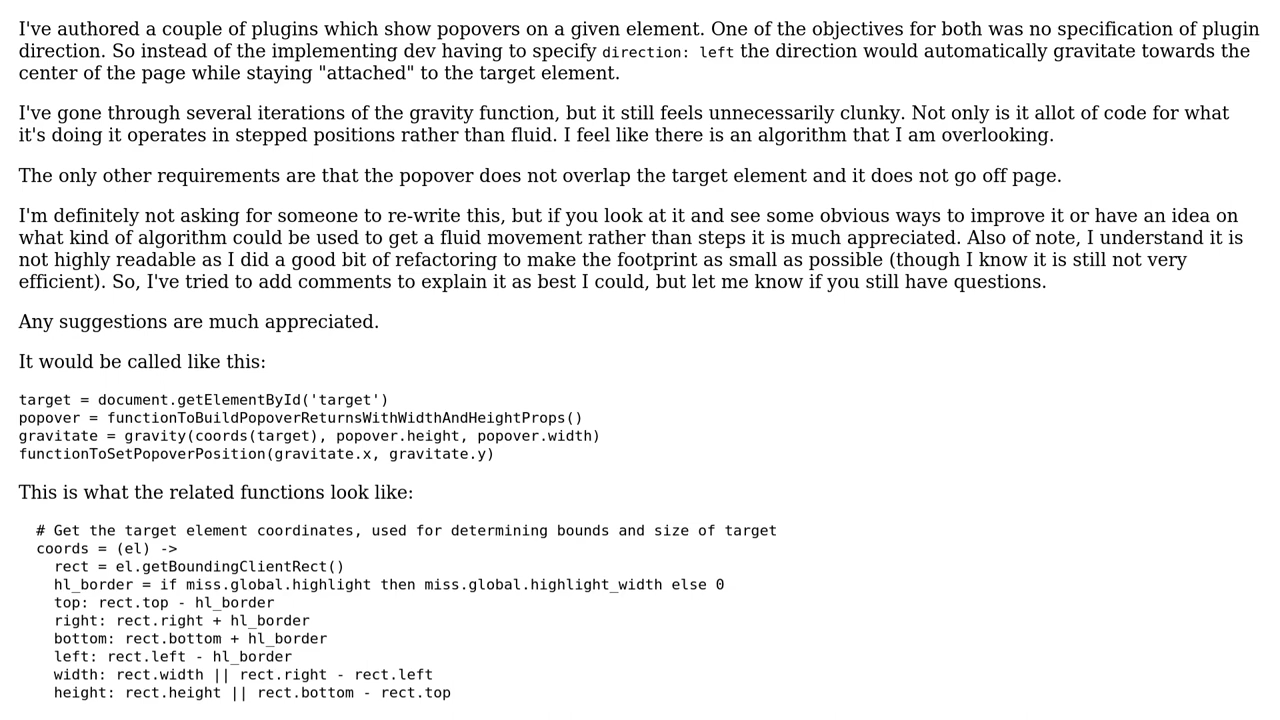 I've authored a couple of plugins which show popovers on a given element. One of the objectives for both was no specification of plugin
direction. So instead of the implementing dev having to specify direction: left the direction would automatically gravitate towards the
center of the page while staying "attached" to the target element.
I've gone through several iterations of the gravity function, but it still feels unnecessarily clunky. Not only is it allot of code for what
it's doing it operates in stepped positions rather than fluid. I feel like there is an algorithm that I am overlooking.
The only other requirements are that the popover does not overlap the target element and it does not go off page.
I'm definitely not asking for someone to re-write this, but if you look at it and see some obvious ways to improve it or have an idea on
what kind of algorithm could be used to get a fluid movement rather than steps it is much appreciated. Also of note, I understand it is
not highly readable as I did a good bit of refactoring to make the footprint as small as possible (though I know it is still not very
efficient). So, I've tried to add comments to explain it as best I could, but let me know if you still have questions.
Any suggestions are much appreciated.
It would be called like this:
target = document.getElementById('target')
popover = functionToBuildPopoverReturnsWithWidthAndHeightProps()
gravitate = gravity(coords(target), popover.height, popover.width)
functionToSetPopoverPosition(gravitate.x, gravitate.y)
This is what the related functions look like:
# Get the target element coordinates, used for determining bounds and size of target
coords = (el) ->
rect = el.getBoundingClientRect()
hl_border = if miss.global.highlight then miss.global.highlight_width else 0
top: rect.top - hl_border
right: rect.right + hl_border
bottom: rect.bottom + hl_border
left: rect.left - hl_border
width: rect.width || rect.right - rect.left
height: rect.height || rect.bottom - rect.top